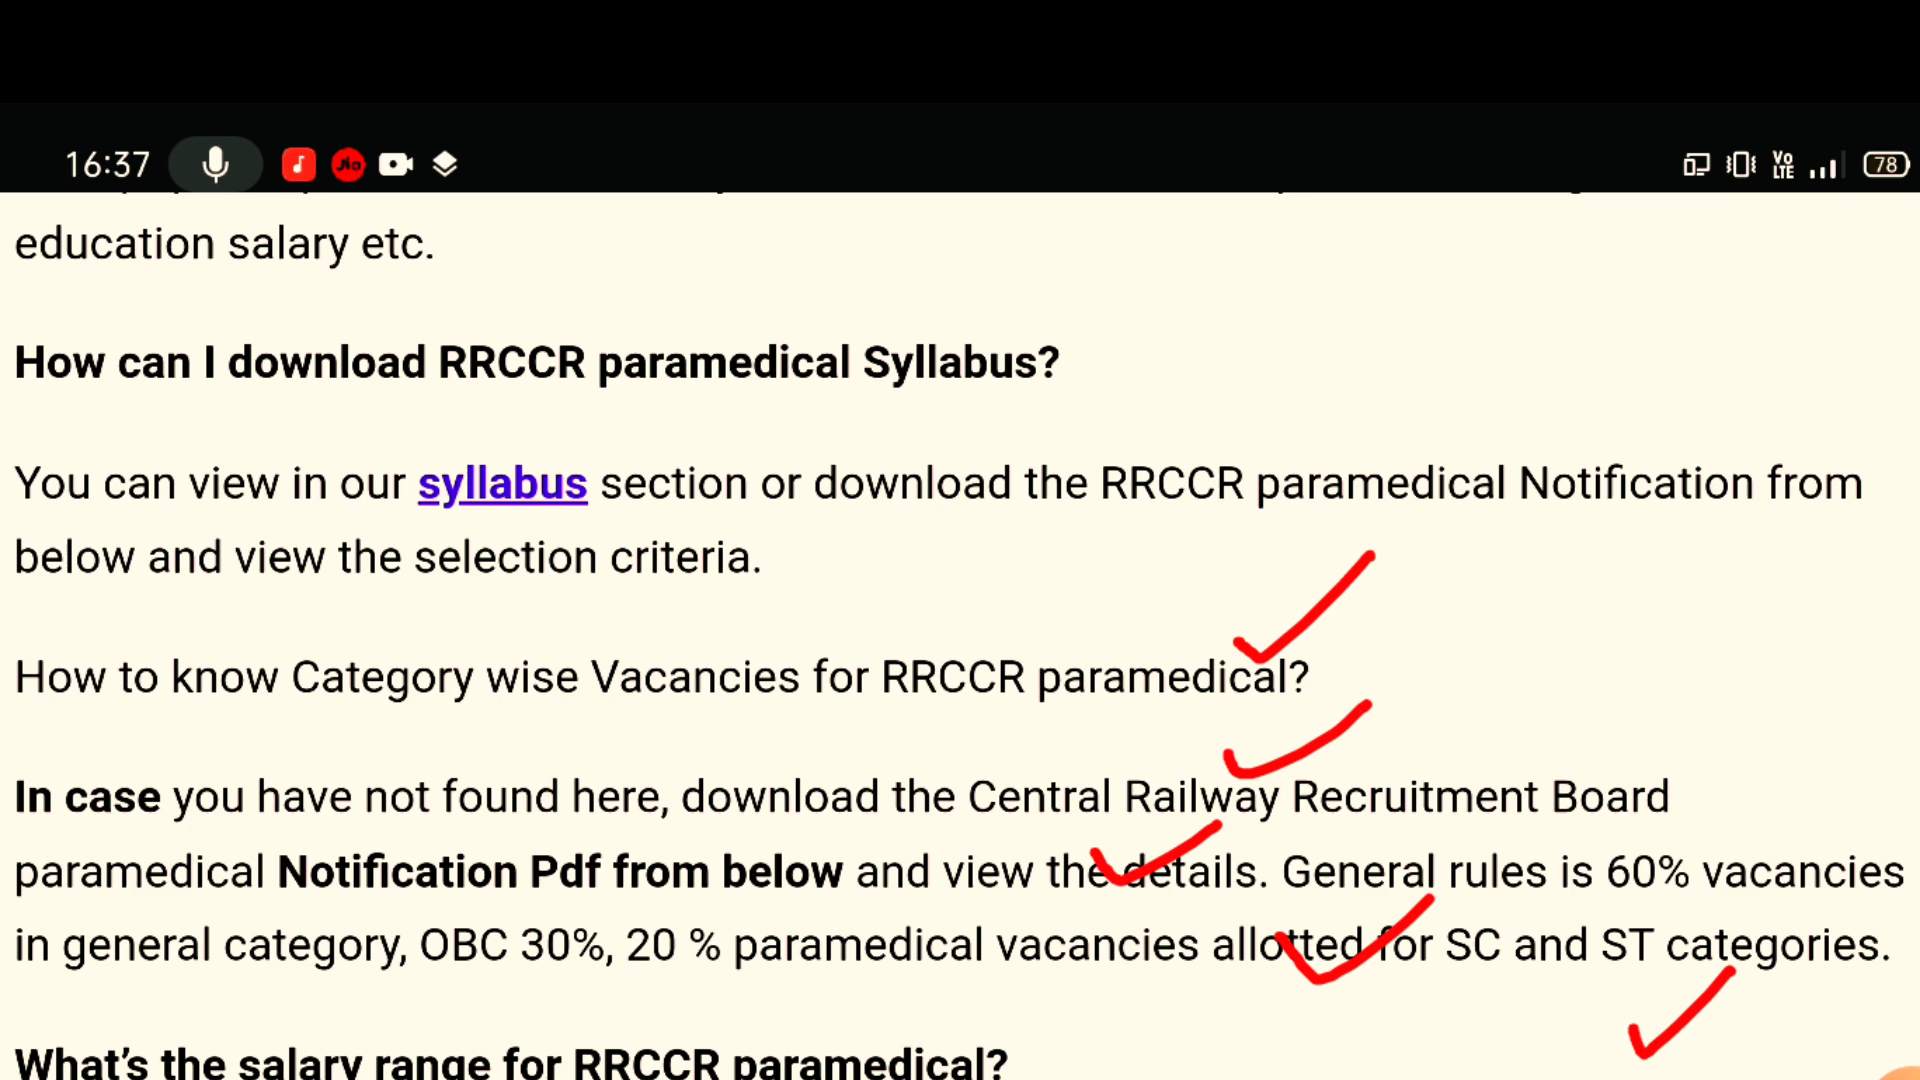 16:37
Jio
Vo
LTE
78
education salary etc.
How can I download RRCCR paramedical Syllabus?
You can view in our syllabus section or download the RRCCR paramedical Notification from
below and view the selection criteria.
How to know Category wise Vacancies for RRCCR paramedical?
In case you have not found here, download the Central Railway Recruitment Board
paramedical Notification Pdf from below and view the details. General rules is 60% vacancies
in general category, OBC 30%, 20 % paramedical vacancies allotted for SC and ST categories.
What's the salary range for RRCCR paramedical?